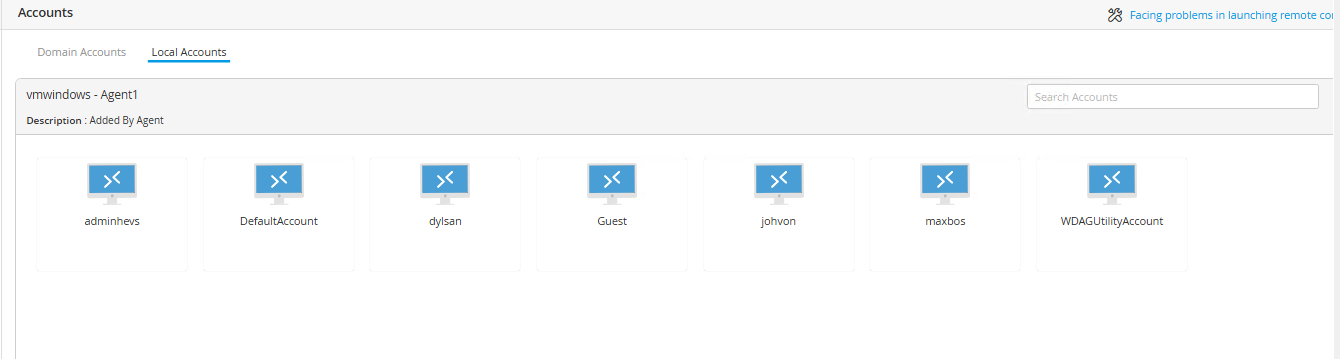 Accounts
Facing problems in launching remote co
Domain Accounts
Local Accounts
vmwindows - Agent1
Search Accounts
Description : Added By Agent
adminhevs
DefaultAccount
dylsan
Guest
johvon
maxbos
WDAGUtilityAccount